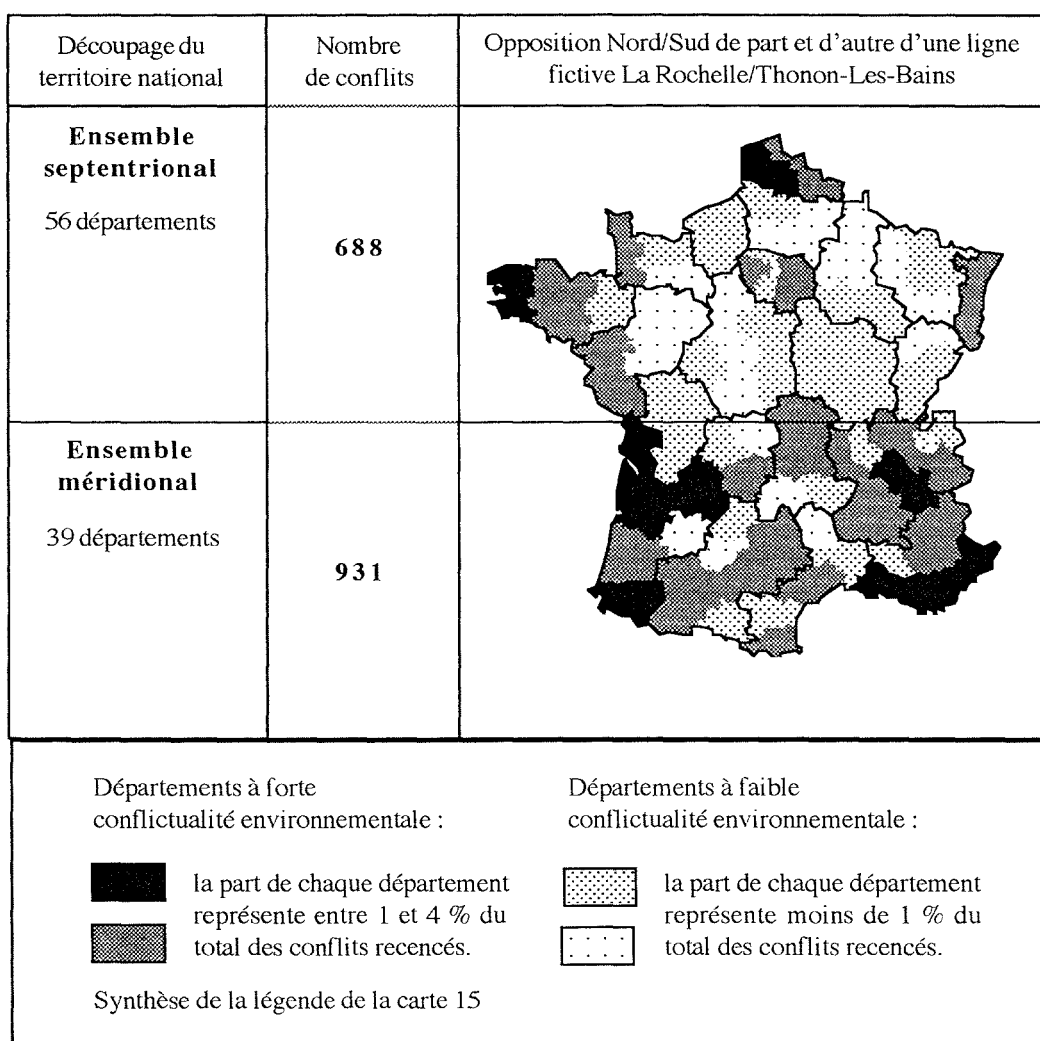 Découpage du
territoire national
Nombre
de conflits
Opposition Nord/Sud de part et d'autre d'une ligne
fictive La Rochelle/Thonon-Les-Bains
Ensemble
septentrional
56 départements
688
Ensemble
méridional
39 départements
931
Départements à forte
conflictualité environnementale :
la part de chaque département
représente entre 1 et 4 % du
total des conflits recencés.
Départements à faible
conflictualité environnementale :
la part de chaque département
représente moins de 1 % du
total des conflits recencés.
Synthèse de la légende de la carte 15